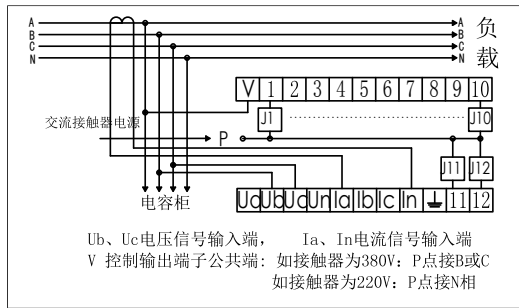 A A 负
B B
C C 载
N N
V 1 2 3 4 5 6 7 8 9 10
J1 J10
交流接触器电源 P
J11 J12
Ua Ub Uc Un Ia Ib Ic In 11 12
电容柜
Ub、Uc电压信号输入端， Ia、In电流信号输入端
V 控制输出端子公共端: 如接触器为380V: P点接B或C
如接触器为220V: P点接N相